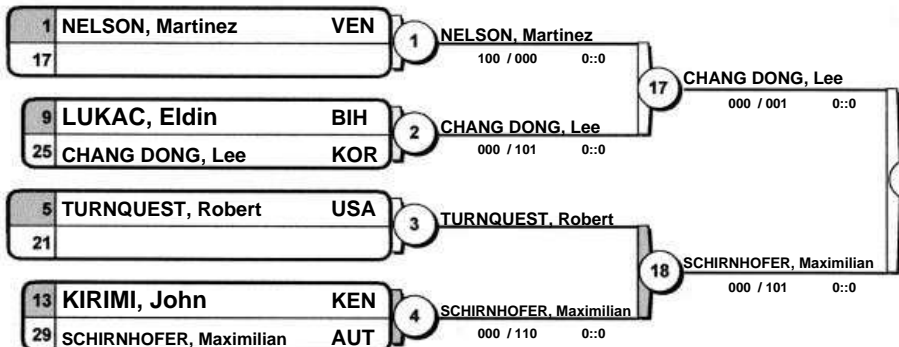 1 NELSON, Martinez VEN
17
1
NELSON, Martinez
100 / 000 0::0
9 LUKAC, Eldin BIH
25 CHANG DONG, Lee KOR
2
CHANG DONG, Lee
000 / 101 0::0
17
CHANG DONG, Lee
000 / 001 0::0
5 TURNQUEST, Robert USA
21
3
TURNQUEST, Robert
13 KIRIMI, John KEN
29 SCHIRNHOFER, Maximilian AUT
4
SCHIRNHOFER, Maximilian
000 / 110 0::0
18
SCHIRNHOFER, Maximilian
000 / 101 0::0